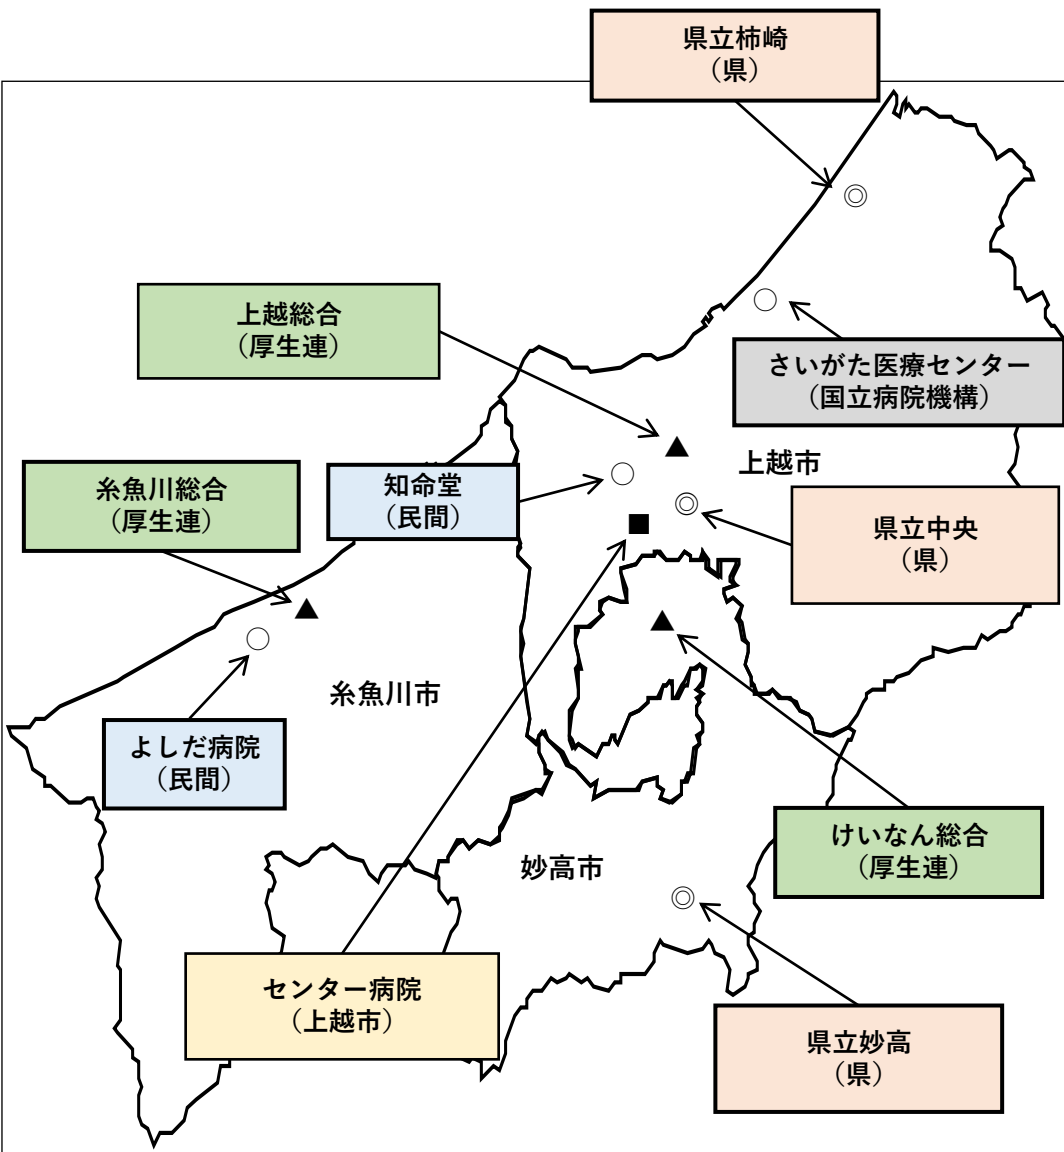 県立柿崎
（県）
上越総合
（厚生連）
さいがた医療センター
（国立病院機構）
上越市
糸魚川総合
（厚生連）
知命堂
（民間）
県立中央
（県）
糸魚川市
よしだ病院
（民間）
けいなん総合
（厚生連）
妙高市
センター病院
（上越市）
県立妙高
（県）